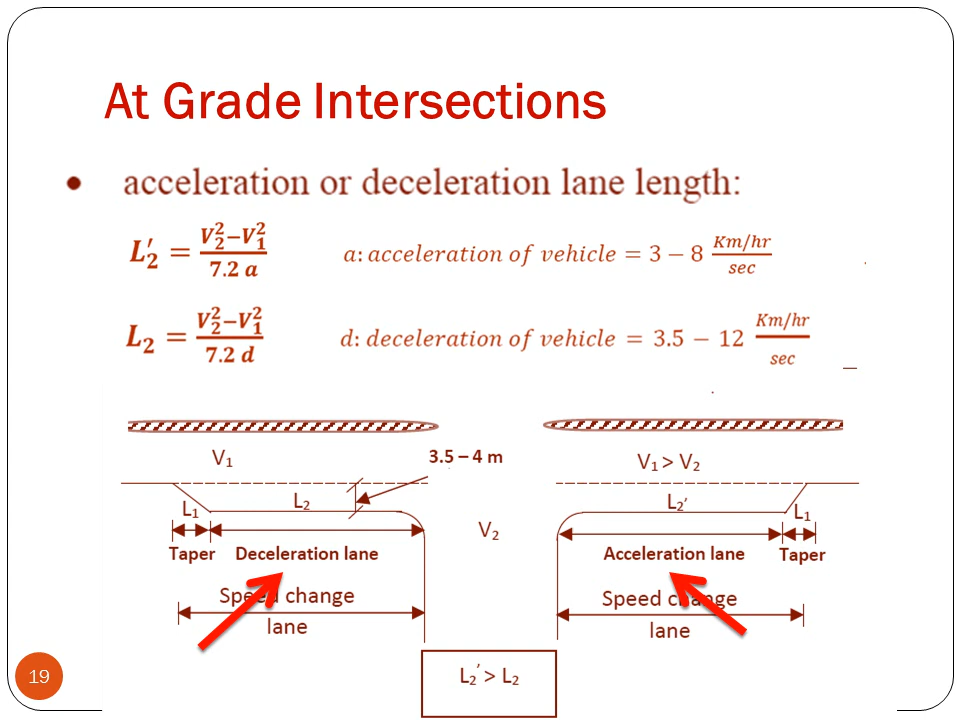 At Grade Intersections
• acceleration or deceleration lane length:
L₂′ = (V₂² − V₁²) / (7.2 a)    a: acceleration of vehicle = 3 − 8 Km/hr / sec
L₂ = (V₂² − V₁²) / (7.2 d)    d: deceleration of vehicle = 3.5 − 12 Km/hr / sec
V₁
3.5 – 4 m
V₁ > V₂
L₁
L₂
V₂
L₂′
L₁
Taper
Deceleration lane
Acceleration lane
Taper
Speed change
lane
Speed change
lane
L₂′ > L₂
19